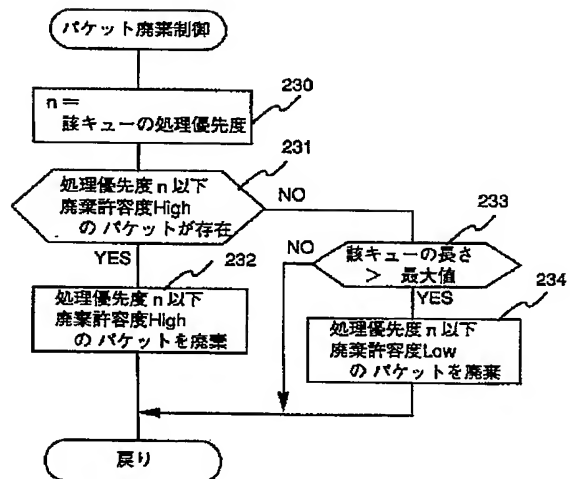 パケット廃棄制御
230
n＝
該キューの処理優先度
231
処理優先度 n 以下
廃棄許容度High
の パケットが存在
NO
YES
232
処理優先度 n 以下
廃棄許容度High
の パケットを廃棄
233
NO
該キューの長さ
＞ 最大値
YES
234
処理優先度 n 以下
廃棄許容度Low
の パケットを廃棄
戻り